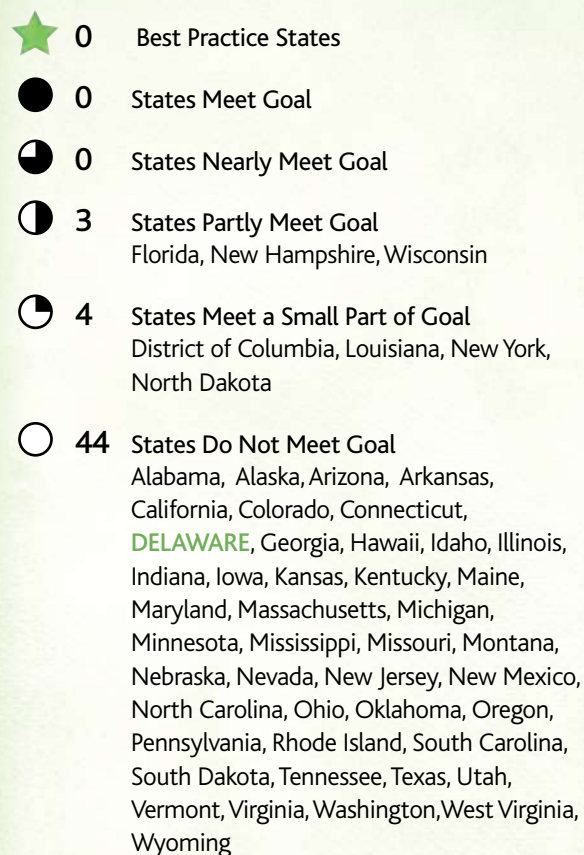 0 Best Practice States
0 States Meet Goal
0 States Nearly Meet Goal
3 States Partly Meet Goal
Florida, New Hampshire, Wisconsin
4 States Meet a Small Part of Goal
District of Columbia, Louisiana, New York,
North Dakota
44 States Do Not Meet Goal
Alabama, Alaska, Arizona, Arkansas,
California, Colorado, Connecticut,
DELAWARE, Georgia, Hawaii, Idaho, Illinois,
Indiana, Iowa, Kansas, Kentucky, Maine,
Maryland, Massachusetts, Michigan,
Minnesota, Mississippi, Missouri, Montana,
Nebraska, Nevada, New Jersey, New Mexico,
North Carolina, Ohio, Oklahoma, Oregon,
Pennsylvania, Rhode Island, South Carolina,
South Dakota, Tennessee, Texas, Utah,
Vermont, Virginia, Washington,West Virginia,
Wyoming